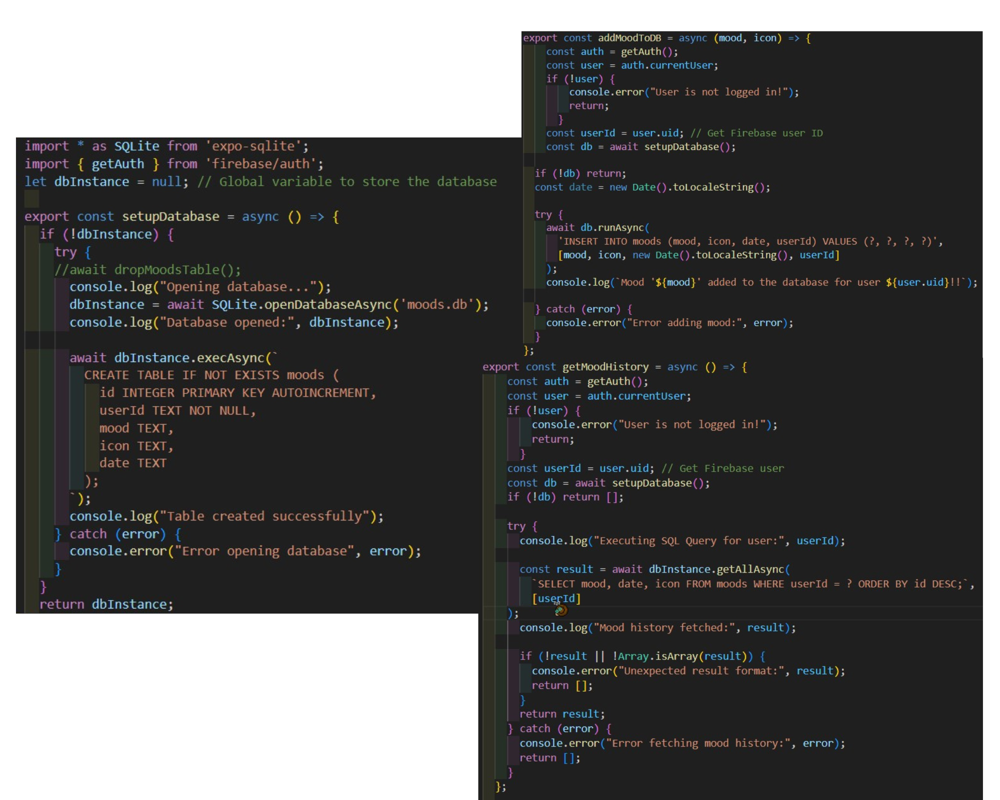 import * as SQLite from 'expo-sqlite';
import { getAuth } from 'firebase/auth';
let dbInstance = null; // Global variable to store the database
export const setupDatabase = async () => {
if (!dbInstance) {
try {
//await dropMoodsTable();
console.log("Opening database...");
dbInstance = await SQLite.openDatabaseAsync('moods.db');
console.log("Database opened:", dbInstance);
await dbInstance.execAsync(`
CREATE TABLE IF NOT EXISTS moods (
id INTEGER PRIMARY KEY AUTOINCREMENT,
userId TEXT NOT NULL,
mood TEXT,
icon TEXT,
date TEXT
);
`);
console.log("Table created successfully");
} catch (error) {
console.error("Error opening database", error);
}
}
return dbInstance;
export const addMoodToDB = async (mood, icon) => {
const auth = getAuth();
const user = auth.currentUser;
if (!user) {
console.error("User is not logged in!");
return;
}
const userId = user.uid; // Get Firebase user ID
const db = await setupDatabase();
if (!db) return;
const date = new Date().toLocaleString();
try {
await db.runAsync(
'INSERT INTO moods (mood, icon, date, userId) VALUES (?, ?, ?, ?)',
[mood, icon, new Date().toLocaleString(), userId]
);
console.log(`Mood '${mood}' added to the database for user ${user.uid}!!`);
} catch (error) {
console.error("Error adding mood:", error);
}
};
export const getMoodHistory = async () => {
const auth = getAuth();
const user = auth.currentUser;
if (!user) {
console.error("User is not logged in!");
return;
}
const userId = user.uid; // Get Firebase user
const db = await setupDatabase();
if (!db) return [];
try {
console.log("Executing SQL Query for user:", userId);
const result = await dbInstance.getAllAsync(
`SELECT mood, date, icon FROM moods WHERE userId = ? ORDER BY id DESC;`,
[userId]
);
console.log("Mood history fetched:", result);
if (!result || !Array.isArray(result)) {
console.error("Unexpected result format:", result);
return [];
}
return result;
} catch (error) {
console.error("Error fetching mood history:", error);
return [];
}
};